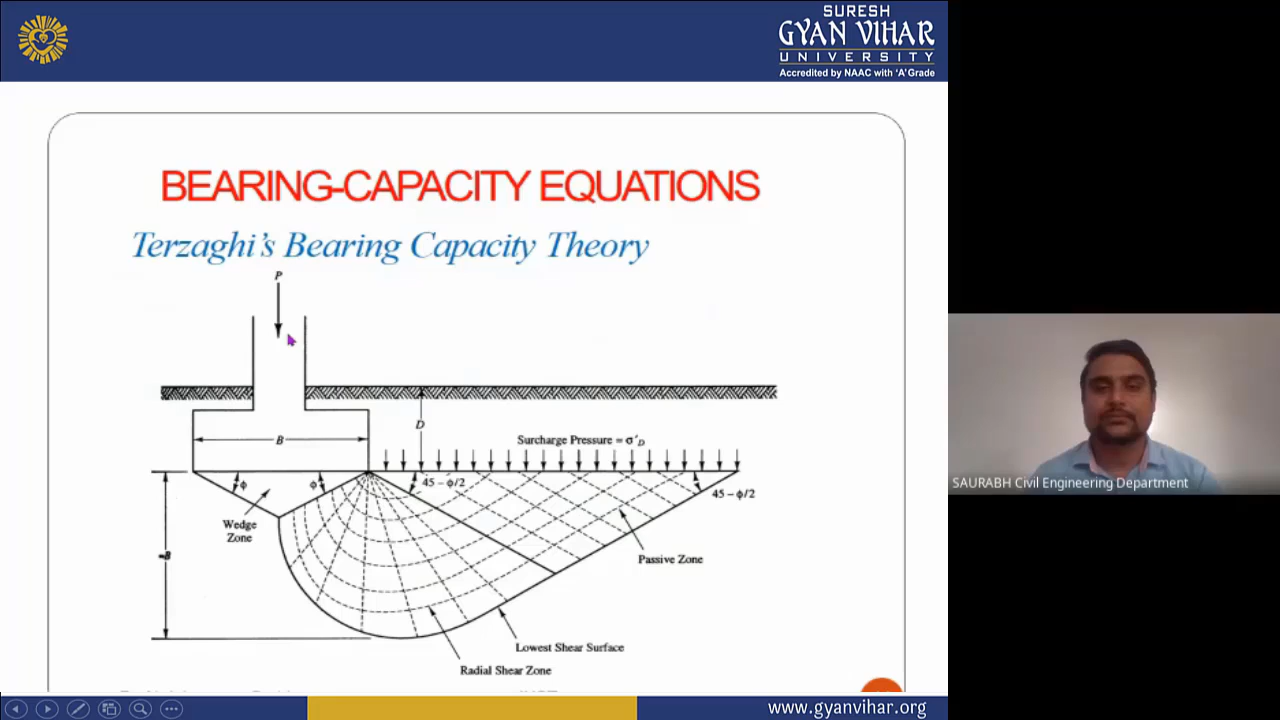 SURESH
GYAN VIHAR
UNIVERSITY
Accredited by NAAC with 'A' Grade
BEARING-CAPACITY EQUATIONS
Terzaghi's Bearing Capacity Theory
P
D
B
Surcharge Pressure = σ'D
ϕ
ϕ
45 - ϕ/2
45 - ϕ/2
Wedge
Zone
≈B
Passive Zone
Lowest Shear Surface
Radial Shear Zone
SAURABH Civil Engineering Department
www.gyanvihar.org